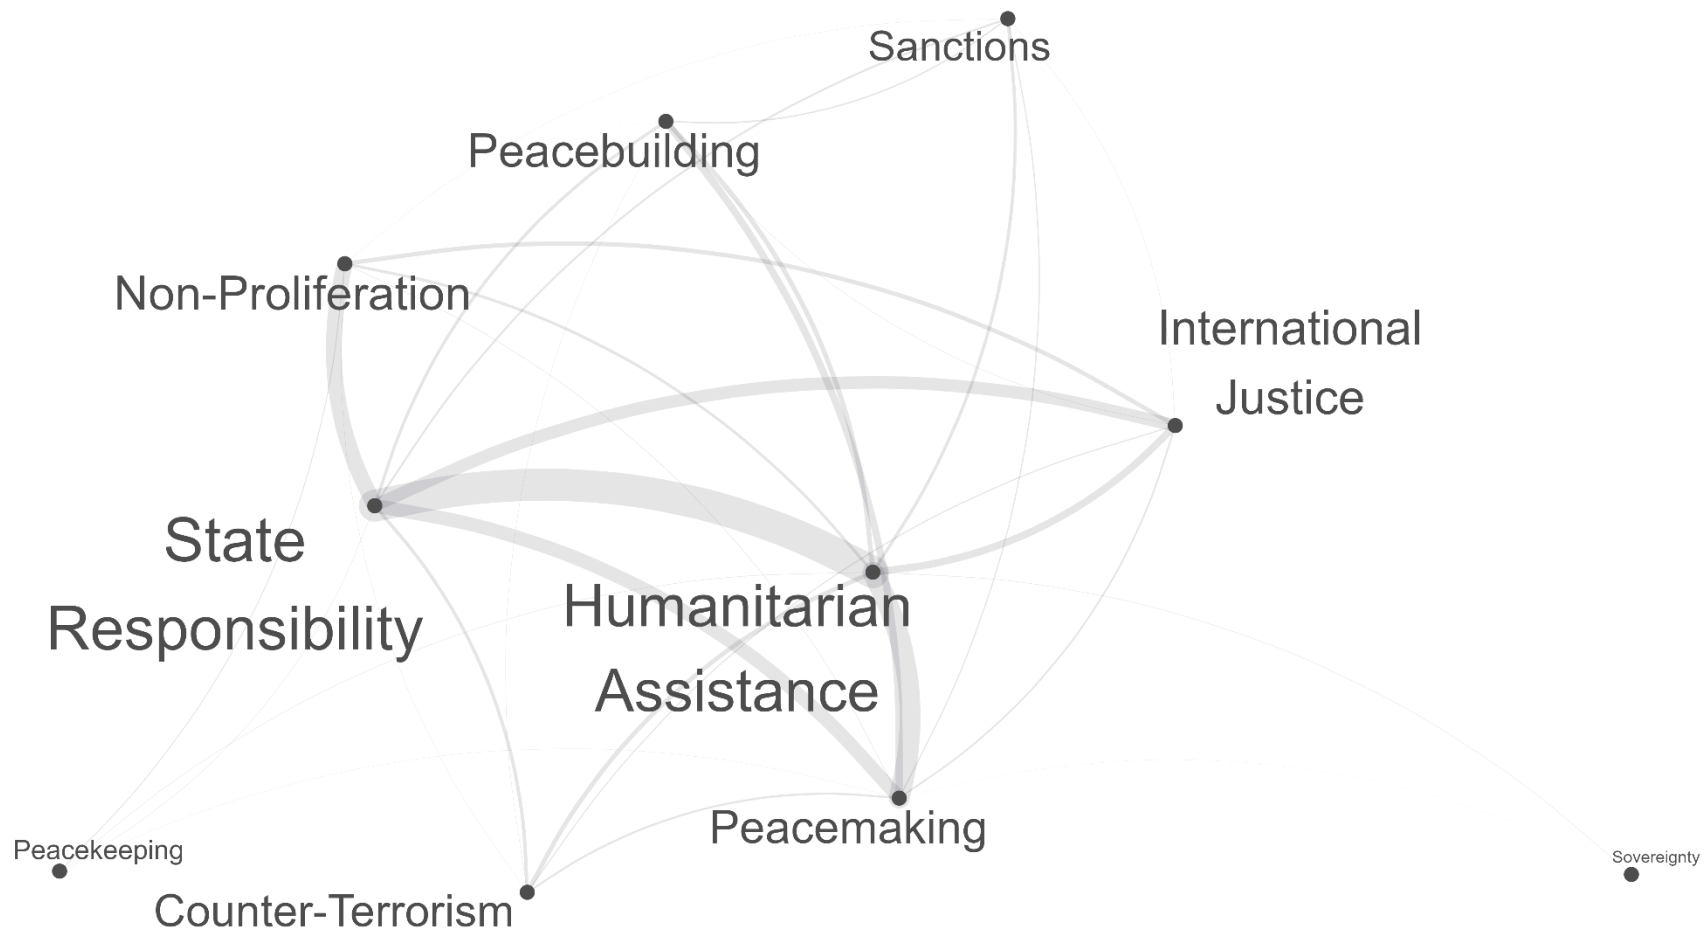 Sanctions
Peacebuilding
Non-Proliferation
International
Justice
State
Responsibility
Humanitarian
Assistance
Peacemaking
Peacekeeping
Sovereignty
Counter-Terrorism